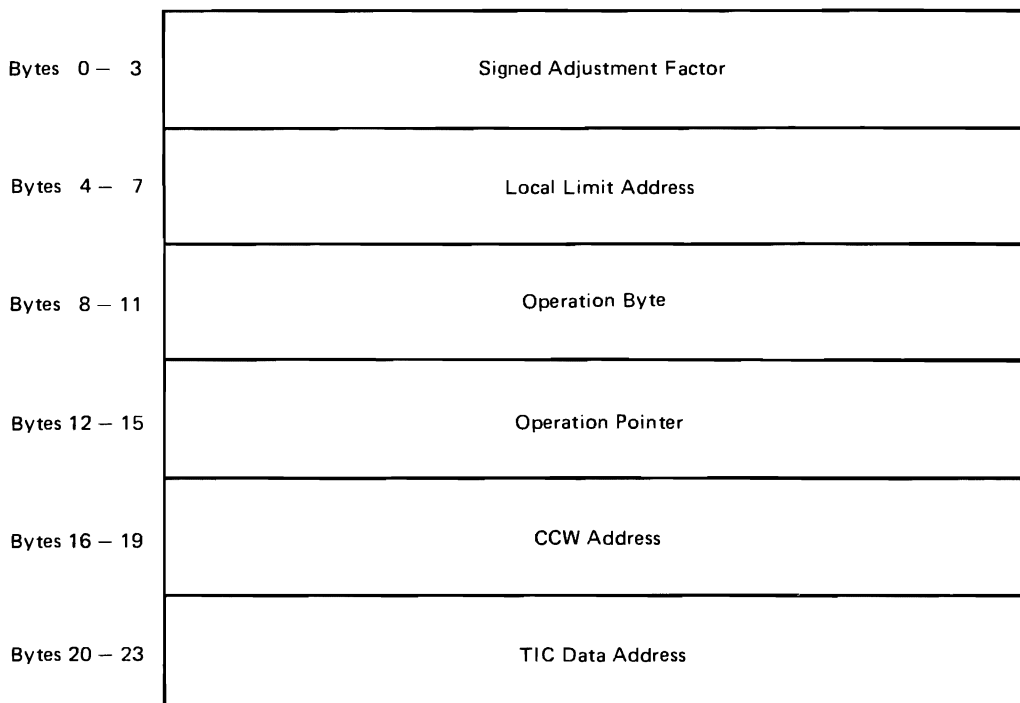 Bytes 0 — 3 Signed Adjustment Factor
Bytes 4 — 7 Local Limit Address
Bytes 8 — 11 Operation Byte
Bytes 12 — 15 Operation Pointer
Bytes 16 — 19 CCW Address
Bytes 20 — 23 TIC Data Address